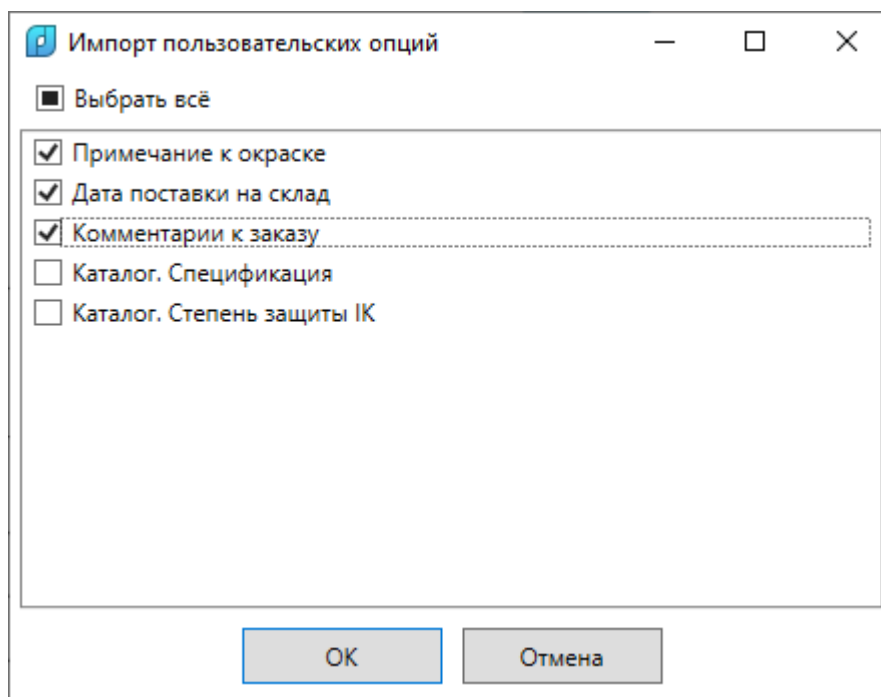 Импорт пользовательских опций
Выбрать всё
Примечание к окраске
Дата поставки на склад
Комментарии к заказу
Каталог. Спецификация
Каталог. Степень защиты IK
ОК
Отмена